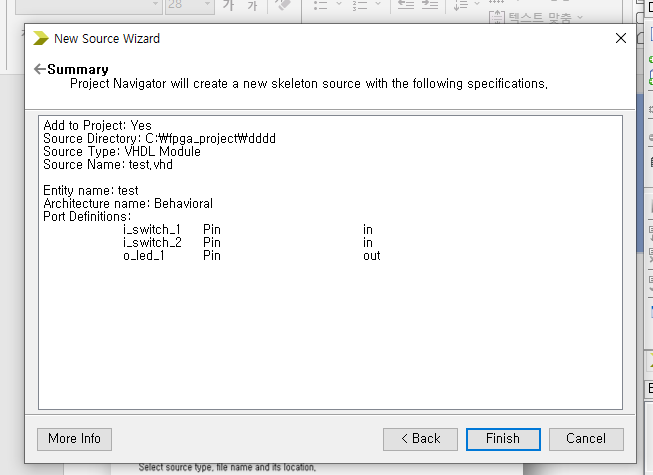 28
가 가
텍스트 맞춤
New Source Wizard
Summary
Project Navigator will create a new skeleton source with the following specifications.
Add to Project: Yes
Source Directory: C:₩fpga_project₩dddd
Source Type: VHDL Module
Source Name: test.vhd
Entity name: test
Architecture name: Behavioral
Port Definitions:
i_switch_1 Pin in
i_switch_2 Pin in
o_led_1 Pin out
More Info < Back Finish Cancel
Select source type, file name and its location.